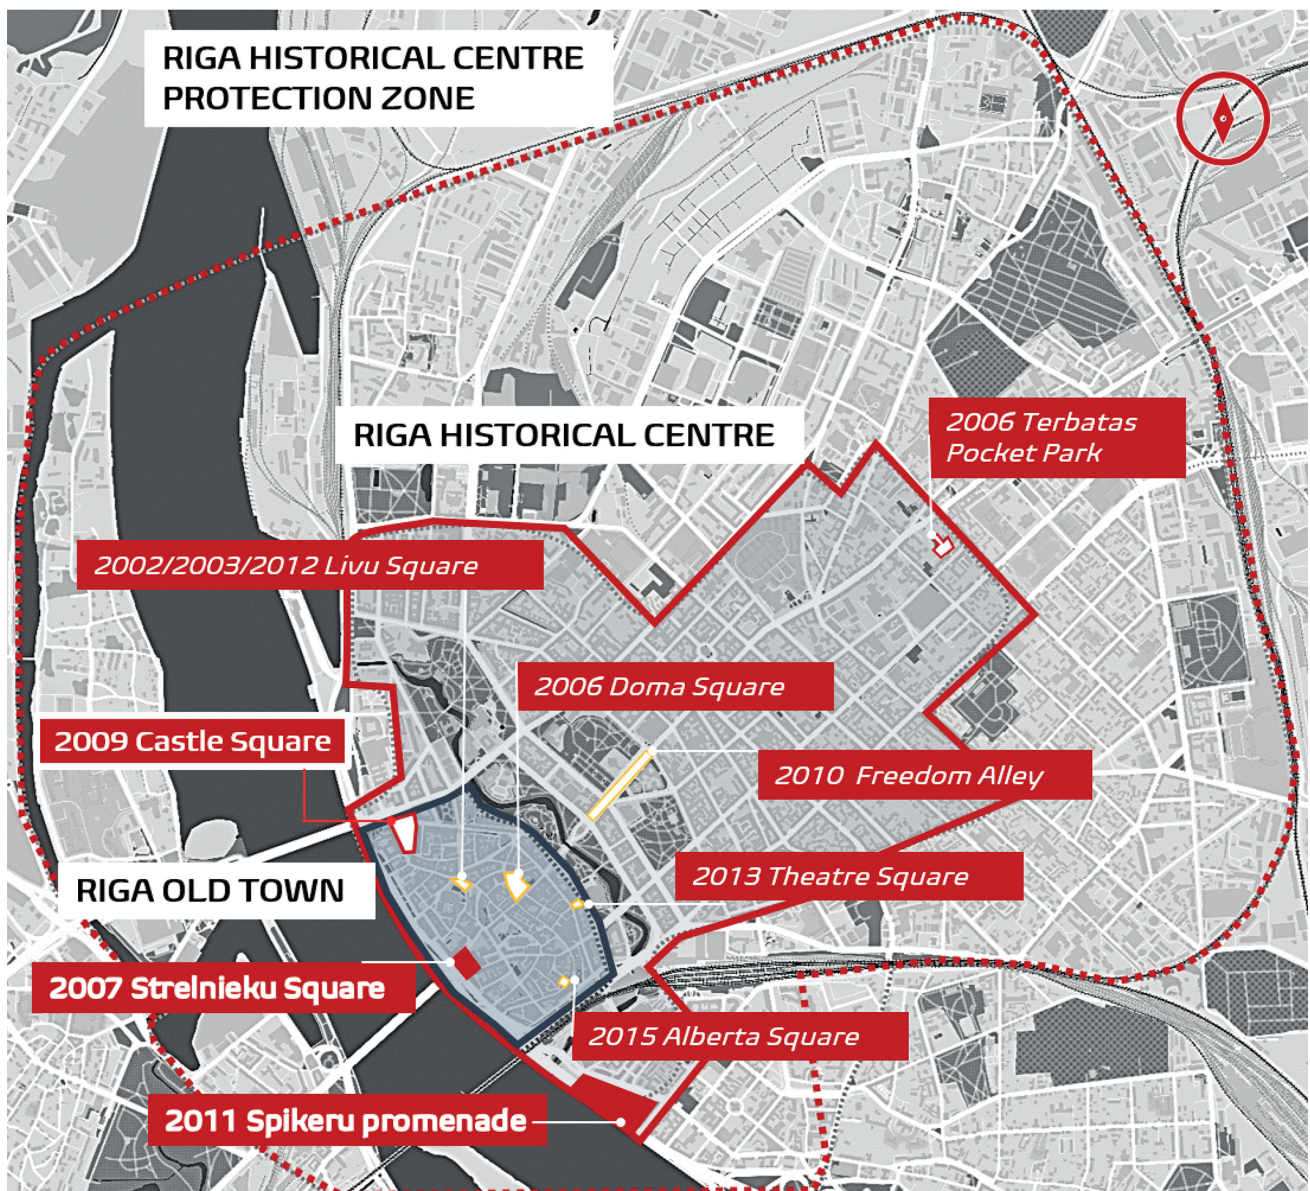 RIGA HISTORICAL CENTRE
PROTECTION ZONE
RIGA HISTORICAL CENTRE
2006 Terbatas
Pocket Park
2002/2003/2012 Livu Square
2006 Doma Square
2009 Castle Square
2010 Freedom Alley
2013 Theatre Square
RIGA OLD TOWN
2007 Strelnieku Square
2015 Alberta Square
2011 Spikeru promenade